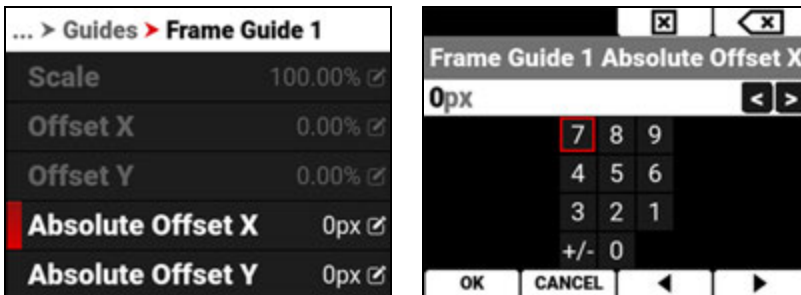 ... > Guides > Frame Guide 1
Scale 100.00%
Offset X 0.00%
Offset Y 0.00%
Absolute Offset X 0px
Absolute Offset Y 0px
Frame Guide 1 Absolute Offset X
0px < >
7 8 9
4 5 6
3 2 1
+/- 0
OK CANCEL ◀ ▶